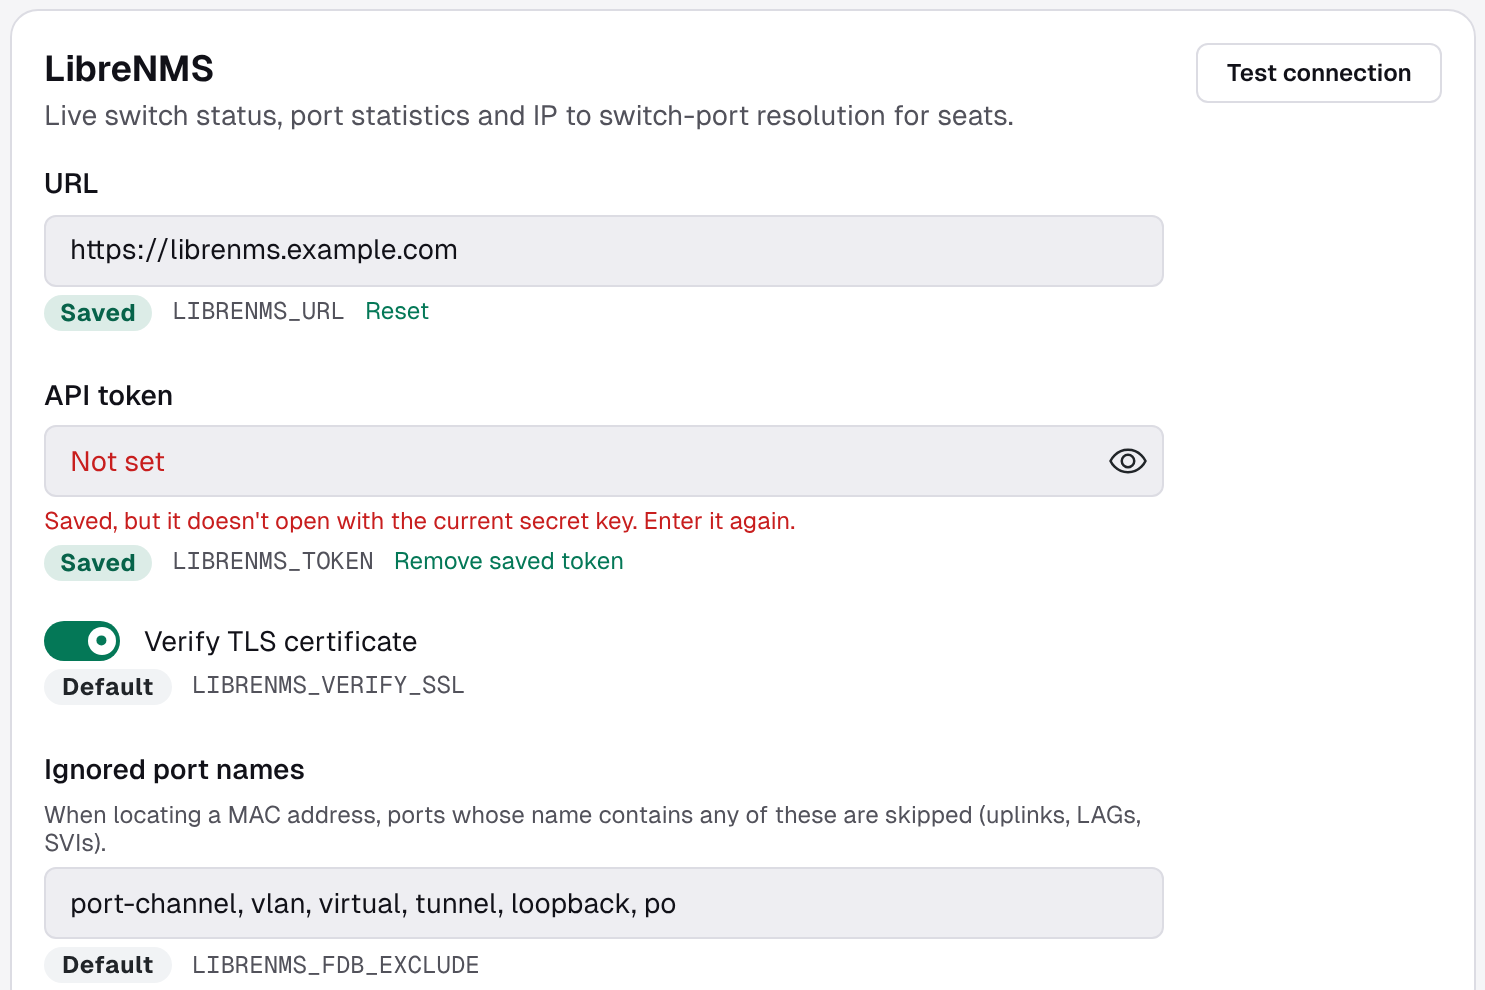 LibreNMS
Test connection
Live switch status, port statistics and IP to switch-port resolution for seats.
URL
https://librenms.example.com
Saved LIBRENMS_URL Reset
API token
Not set
Saved, but it doesn't open with the current secret key. Enter it again.
Saved LIBRENMS_TOKEN Remove saved token
Verify TLS certificate
Default LIBRENMS_VERIFY_SSL
Ignored port names
When locating a MAC address, ports whose name contains any of these are skipped (uplinks, LAGs,
SVIs).
port-channel, vlan, virtual, tunnel, loopback, po
Default LIBRENMS_FDB_EXCLUDE